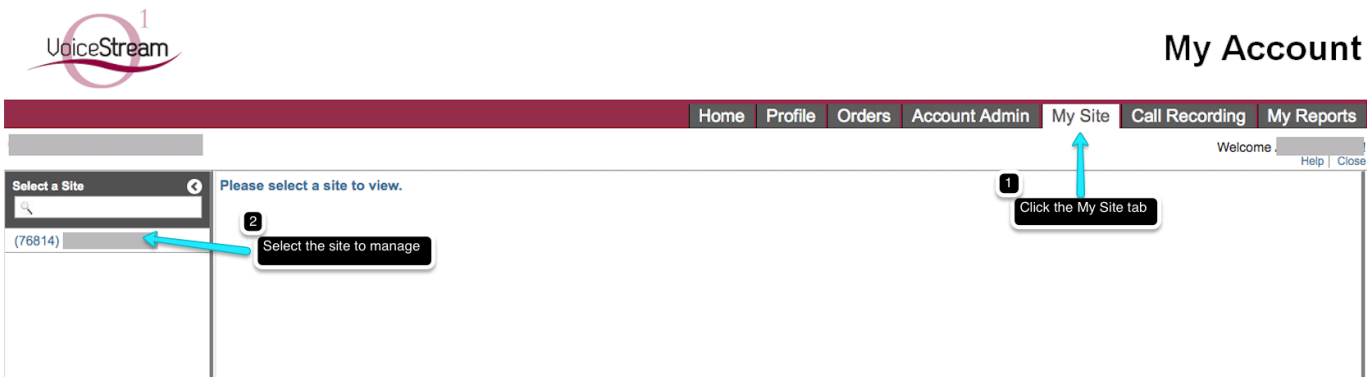 1
VoiceStream
My Account
Home Profile Orders Account Admin My Site Call Recording My Reports
Welcome
Help | Close
Select a Site
Please select a site to view.
1
Click the My Site tab
2
Select the site to manage
(76814)